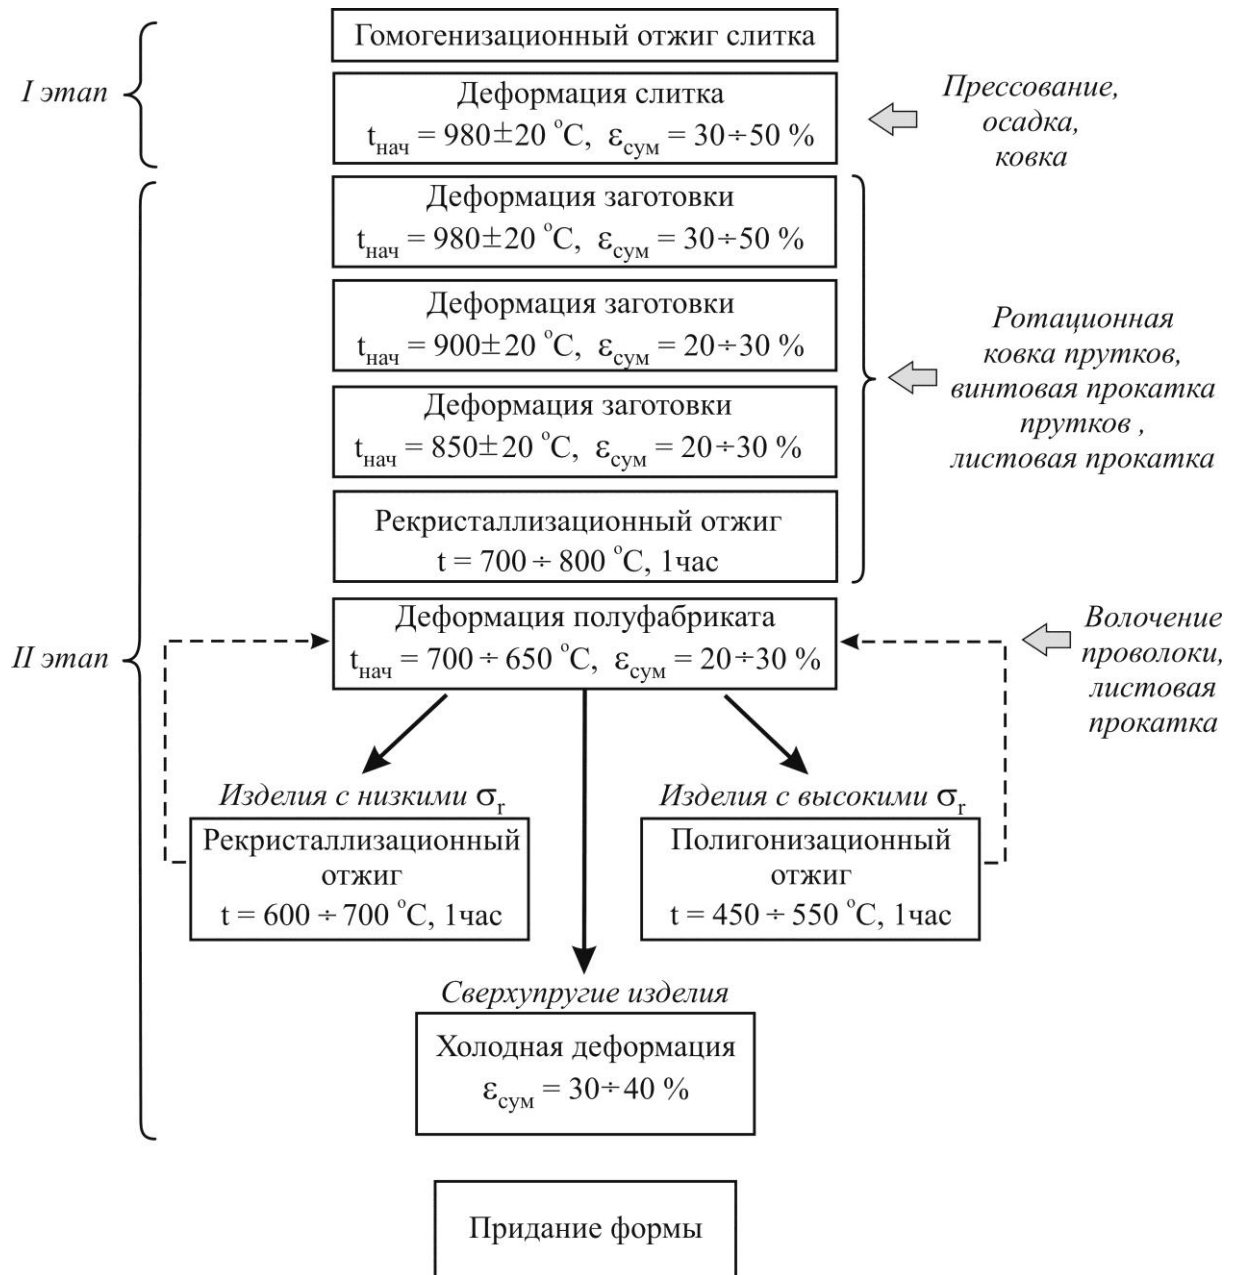 Гомогенизационный отжиг слитка
I этап
Деформация слитка
tнач = 980±20 °C, εсум = 30÷50 %
Прессование,
осадка,
ковка
Деформация заготовки
tнач = 980±20 °C, εсум = 30÷50 %
Деформация заготовки
tнач = 900±20 °C, εсум = 20÷30 %
Деформация заготовки
tнач = 850±20 °C, εсум = 20÷30 %
Рекристаллизационный отжиг
t = 700 ÷ 800 °C, 1час
Ротационная
ковка прутков,
винтовая прокатка
прутков ,
листовая прокатка
II этап
Деформация полуфабриката
tнач = 700 ÷ 650 °C, εсум = 20÷30 %
Волочение
проволоки,
листовая
прокатка
Изделия с низкими σr
Рекристаллизационный
отжиг
t = 600 ÷ 700 °C, 1час
Изделия с высокими σr
Полигонизационный
отжиг
t = 450 ÷ 550 °C, 1час
Сверхупругие изделия
Холодная деформация
εсум = 30÷40 %
Придание формы